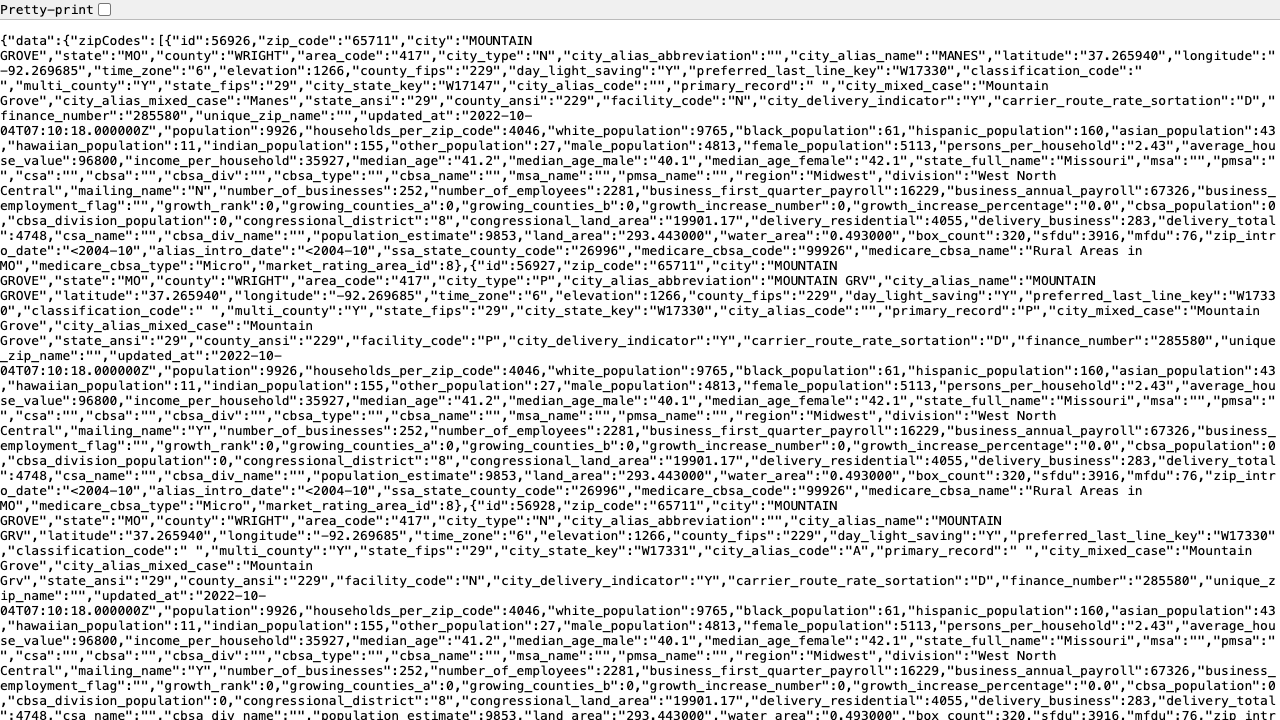 Pretty-print
{"data":{"zipCodes":[{"id":56926,"zip_code":"65711","city":"MOUNTAIN
GROVE","state":"MO","county":"WRIGHT","area_code":"417","city_type":"N","city_alias_abbreviation":"","city_alias_name":"MANES","latitude":"37.265940","longitude":"
-92.269685","time_zone":"6","elevation":1266,"county_fips":"229","day_light_saving":"Y","preferred_last_line_key":"W17330","classification_code":"
","multi_county":"Y","state_fips":"29","city_state_key":"W17147","city_alias_code":"","primary_record":" ","city_mixed_case":"Mountain
Grove","city_alias_mixed_case":"Manes","state_ansi":"29","county_ansi":"229","facility_code":"N","city_delivery_indicator":"Y","carrier_route_rate_sortation":"D","
finance_number":"285580","unique_zip_name":"","updated_at":"2022-10-
04T07:10:18.000000Z","population":9926,"households_per_zip_code":4046,"white_population":9765,"black_population":61,"hispanic_population":160,"asian_population":43
,"hawaiian_population":11,"indian_population":155,"other_population":27,"male_population":4813,"female_population":5113,"persons_per_household":"2.43","average_hou
se_value":96800,"income_per_household":35927,"median_age":"41.2","median_age_male":"40.1","median_age_female":"42.1","state_full_name":"Missouri","msa":"","pmsa":"
","csa":"","cbsa":"","cbsa_div":"","cbsa_type":"","cbsa_name":"","msa_name":"","pmsa_name":"","region":"Midwest","division":"West North
Central","mailing_name":"N","number_of_businesses":252,"number_of_employees":2281,"business_first_quarter_payroll":16229,"business_annual_payroll":67326,"business_
employment_flag":"","growth_rank":0,"growing_counties_a":0,"growing_counties_b":0,"growth_increase_number":0,"growth_increase_percentage":"0.0","cbsa_population":0
,"cbsa_division_population":0,"congressional_district":"8","congressional_land_area":"19901.17","delivery_residential":4055,"delivery_business":283,"delivery_total"
:4748,"csa_name":"","cbsa_div_name":"","population_estimate":9853,"land_area":"293.443000","water_area":"0.493000","box_count":320,"sfdu":3916,"mfdu":76,"zip_intr
o_date":"<2004-10","alias_intro_date":"<2004-10","ssa_state_county_code":"26996","medicare_cbsa_code":"99926","medicare_cbsa_name":"Rural Areas in
MO","medicare_cbsa_type":"Micro","market_rating_area_id":8},{"id":56927,"zip_code":"65711","city":"MOUNTAIN
GROVE","state":"MO","county":"WRIGHT","area_code":"417","city_type":"P","city_alias_abbreviation":"MOUNTAIN GRV","city_alias_name":"MOUNTAIN
GROVE","latitude":"37.265940","longitude":"-92.269685","time_zone":"6","elevation":1266,"county_fips":"229","day_light_saving":"Y","preferred_last_line_key":"W1733
0","classification_code":" ","multi_county":"Y","state_fips":"29","city_state_key":"W17330","city_alias_code":"","primary_record":"P","city_mixed_case":"Mountain
Grove","city_alias_mixed_case":"Mountain
Grove","state_ansi":"29","county_ansi":"229","facility_code":"P","city_delivery_indicator":"Y","carrier_route_rate_sortation":"D","finance_number":"285580","unique
_zip_name":"","updated_at":"2022-10-
04T07:10:18.000000Z","population":9926,"households_per_zip_code":4046,"white_population":9765,"black_population":61,"hispanic_population":160,"asian_population":43
,"hawaiian_population":11,"indian_population":155,"other_population":27,"male_population":4813,"female_population":5113,"persons_per_household":"2.43","average_hou
se_value":96800,"income_per_household":35927,"median_age":"41.2","median_age_male":"40.1","median_age_female":"42.1","state_full_name":"Missouri","msa":"","pmsa":"
","csa":"","cbsa":"","cbsa_div":"","cbsa_type":"","cbsa_name":"","msa_name":"","pmsa_name":"","region":"Midwest","division":"West North
Central","mailing_name":"Y","number_of_businesses":252,"number_of_employees":2281,"business_first_quarter_payroll":16229,"business_annual_payroll":67326,"business_
employment_flag":"","growth_rank":0,"growing_counties_a":0,"growing_counties_b":0,"growth_increase_number":0,"growth_increase_percentage":"0.0","cbsa_population":0
,"cbsa_division_population":0,"congressional_district":"8","congressional_land_area":"19901.17","delivery_residential":4055,"delivery_business":283,"delivery_total"
:4748,"csa_name":"","cbsa_div_name":"","population_estimate":9853,"land_area":"293.443000","water_area":"0.493000","box_count":320,"sfdu":3916,"mfdu":76,"zip_intr
o_date":"<2004-10","alias_intro_date":"<2004-10","ssa_state_county_code":"26996","medicare_cbsa_code":"99926","medicare_cbsa_name":"Rural Areas in
MO","medicare_cbsa_type":"Micro","market_rating_area_id":8},{"id":56928,"zip_code":"65711","city":"MOUNTAIN
GROVE","state":"MO","county":"WRIGHT","area_code":"417","city_type":"N","city_alias_abbreviation":"","city_alias_name":"MOUNTAIN
GRV","latitude":"37.265940","longitude":"-92.269685","time_zone":"6","elevation":1266,"county_fips":"229","day_light_saving":"Y","preferred_last_line_key":"W17330"
,"classification_code":" ","multi_county":"Y","state_fips":"29","city_state_key":"W17331","city_alias_code":"A","primary_record":" ","city_mixed_case":"Mountain
Grove","city_alias_mixed_case":"Mountain
Grv","state_ansi":"29","county_ansi":"229","facility_code":"N","city_delivery_indicator":"Y","carrier_route_rate_sortation":"D","finance_number":"285580","unique_z
ip_name":"","updated_at":"2022-10-
04T07:10:18.000000Z","population":9926,"households_per_zip_code":4046,"white_population":9765,"black_population":61,"hispanic_population":160,"asian_population":43
,"hawaiian_population":11,"indian_population":155,"other_population":27,"male_population":4813,"female_population":5113,"persons_per_household":"2.43","average_hou
se_value":96800,"income_per_household":35927,"median_age":"41.2","median_age_male":"40.1","median_age_female":"42.1","state_full_name":"Missouri","msa":"","pmsa":"
","csa":"","cbsa":"","cbsa_div":"","cbsa_type":"","cbsa_name":"","msa_name":"","pmsa_name":"","region":"Midwest","division":"West North
Central","mailing_name":"Y","number_of_businesses":252,"number_of_employees":2281,"business_first_quarter_payroll":16229,"business_annual_payroll":67326,"business_
employment_flag":"","growth_rank":0,"growing_counties_a":0,"growing_counties_b":0,"growth_increase_number":0,"growth_increase_percentage":"0.0","cbsa_population":0
,"cbsa_division_population":0,"congressional_district":"8","congressional_land_area":"19901.17","delivery_residential":4055,"delivery_business":283,"delivery_total"
:4748,"csa_name":"","cbsa_div_name":"","population_estimate":9853,"land_area":"293.443000","water_area":"0.493000","box_count":320,"sfdu":3916,"mfdu":76,"zip_intr